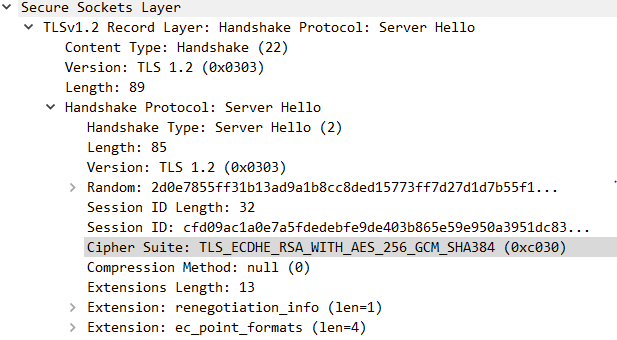 Secure Sockets Layer
TLSv1.2 Record Layer: Handshake Protocol: Server Hello
Content Type: Handshake (22)
Version: TLS 1.2 (0x0303)
Length: 89
Handshake Protocol: Server Hello
Handshake Type: Server Hello (2)
Length: 85
Version: TLS 1.2 (0x0303)
Random: 2d0e7855ff31b13ad9a1b8cc8ded15773ff7d27d1d7b55f1...
Session ID Length: 32
Session ID: cfd09ac1a0e7a5fdedebfe9de403b865e59e950a3951dc83...
Cipher Suite: TLS_ECDHE_RSA_WITH_AES_256_GCM_SHA384 (0xc030)
Compression Method: null (0)
Extensions Length: 13
Extension: renegotiation_info (len=1)
Extension: ec_point_formats (len=4)